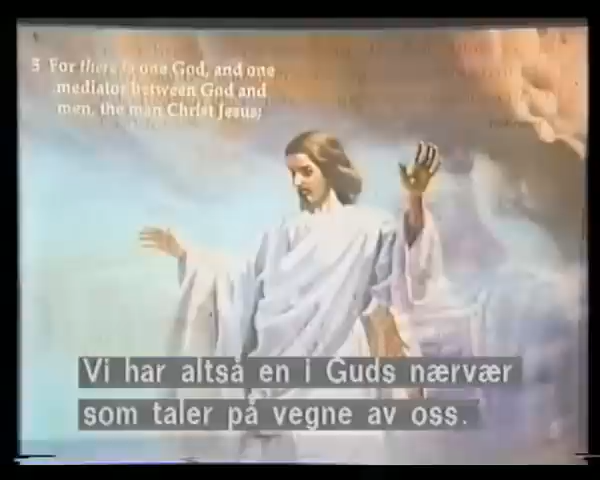 5 For there is one God, and one
mediator between God and
men, the man Christ Jesus;
Vi har altså en i Guds nærvær
som taler på vegne av oss.